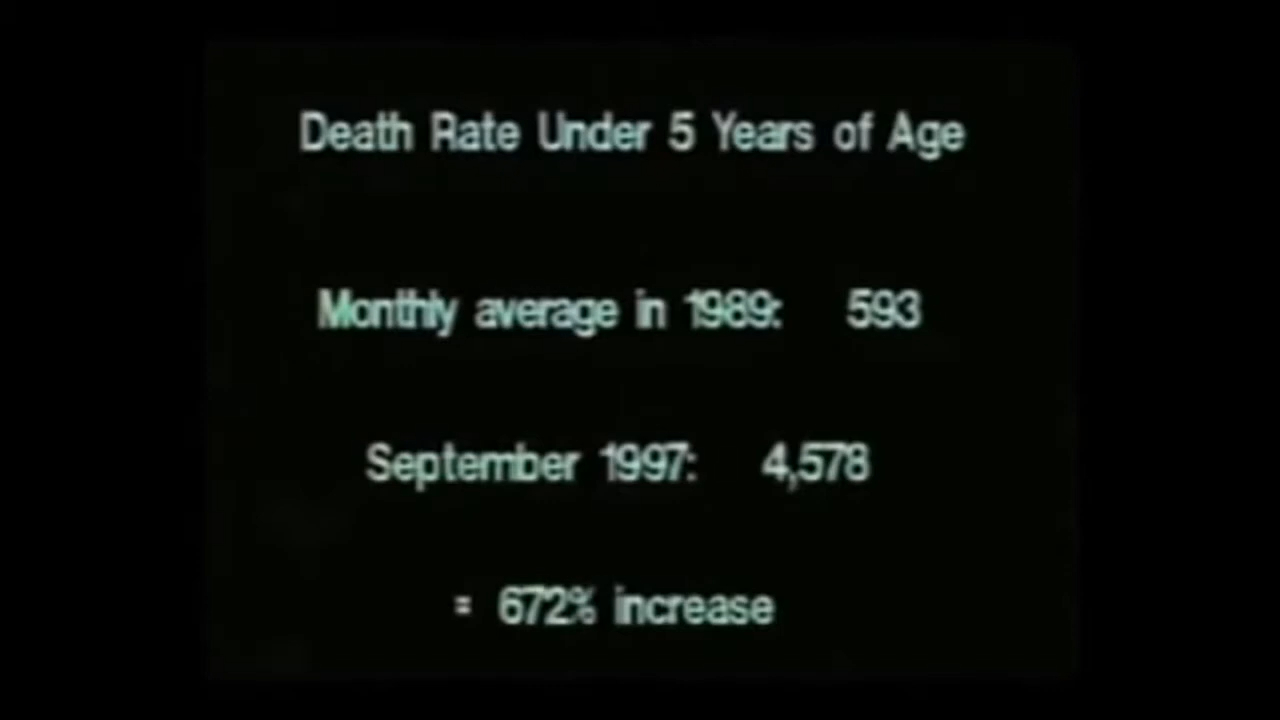 Death Rate Under 5 Years of Age
Monthly average in 1989: 593
September 1997: 4,578
= 672% increase